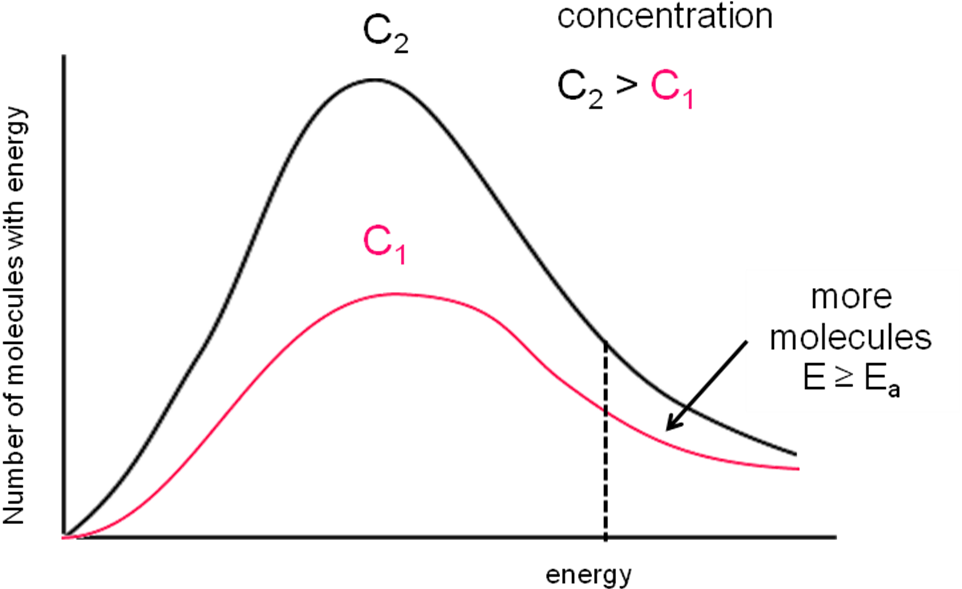 concentration
C₂
C₂ > C₁
Number of molecules with energy
C₁
more
molecules
E ≥ Eₐ
energy